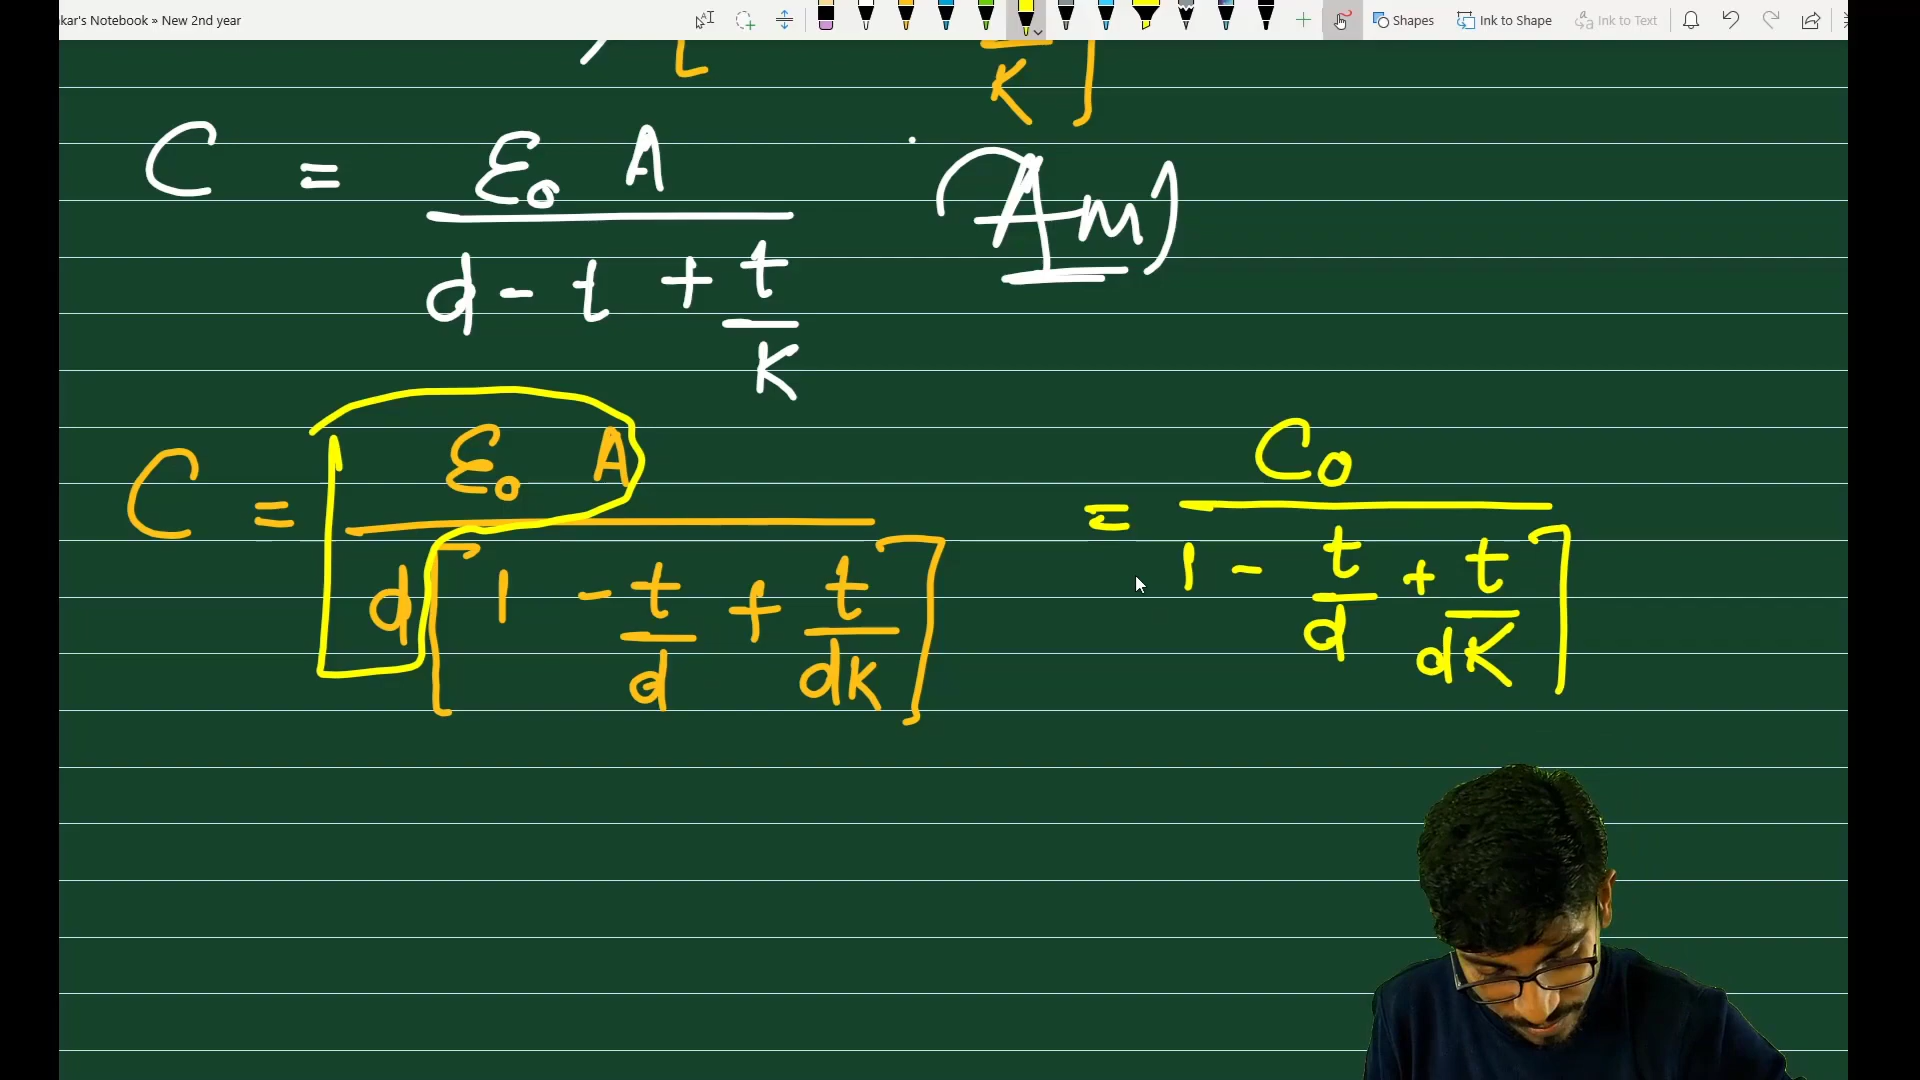 kar's Notebook » New 2nd year
Shapes Ink to Shape Ink to Text
K ]
C = ε₀ A / (d - t + t/K) (Am)
C = ε₀ A / d[1 - t/d + t/dK] = C₀ / 1 - t/d + t/dK]